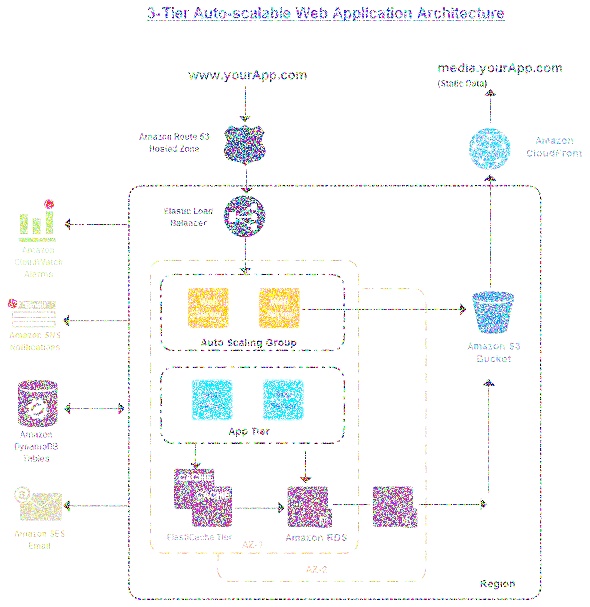 3-Tier Auto-scalable Web Application Architecture
www.yourApp.com
media.yourApp.com
(Static Data)
Amazon Route 53
Hosted Zone
Amazon
CloudFront
Elastic Load
Balancer
Amazon
CloudWatch
Alarms
Auto Scaling Group
Amazon SNS
Notifications
Amazon S3
Bucket
App Tier
Amazon
DynamoDB
Tables
ElastiCache Tier
Amazon RDS
AZ-1
Amazon SES
Email
AZ-2
Region